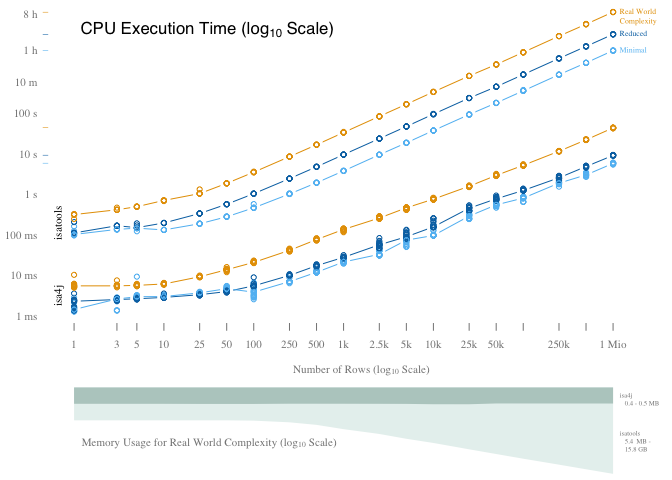 CPU Execution Time (log10 Scale)
8 h
1 h
10 m
100 s
10 s
1 s
100 ms
10 ms
1 ms
isatools
isa4j
Real World
Complexity
Reduced
Minimal
1 3 5 10 25 50 100 250 500 1k 2.5k 5k 10k 25k 50k 250k 1 Mio
Number of Rows (log10 Scale)
Memory Usage for Real World Complexity (log10 Scale)
isa4j
0.4 - 0.5 MB
isatools
5.4 MB -
15.8 GB